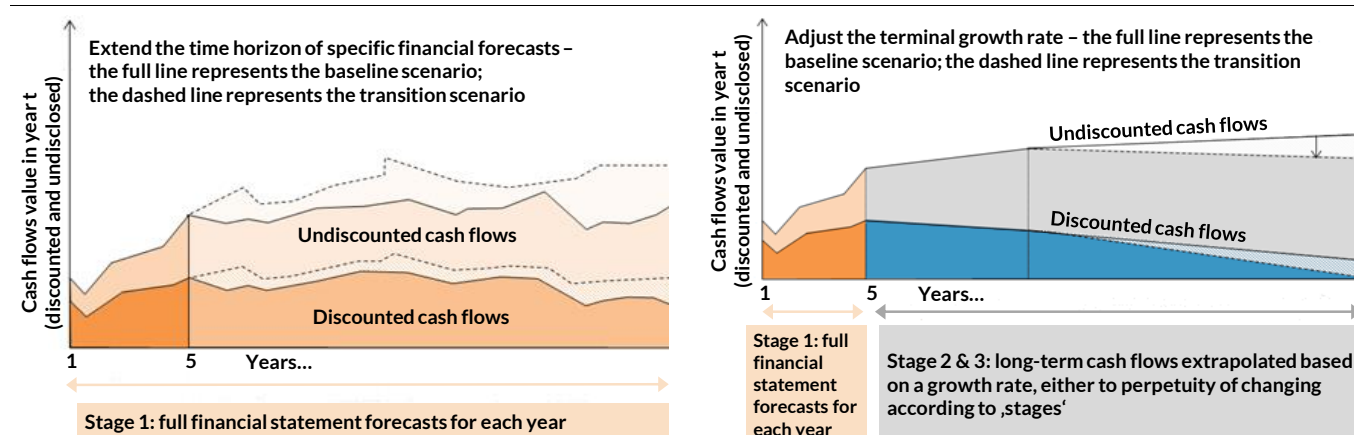 Extend the time horizon of specific financial forecasts –
the full line represents the baseline scenario;
the dashed line represents the transition scenario
Cash flows value in year t
(discounted and undisclosed)
Undiscounted cash flows
Discounted cash flows
1
5
Years...
Stage 1: full financial statement forecasts for each year
Adjust the terminal growth rate – the full line represents the
baseline scenario; the dashed line represents the transition
scenario
Cash flows value in year t
(discounted and undisclosed)
Undiscounted cash flows
Discounted cash flows
1
5
Years...
Stage 1: full
financial
statement
forecasts for
each year
Stage 2 & 3: long-term cash flows extrapolated based
on a growth rate, either to perpetuity of changing
according to ‚stages‘